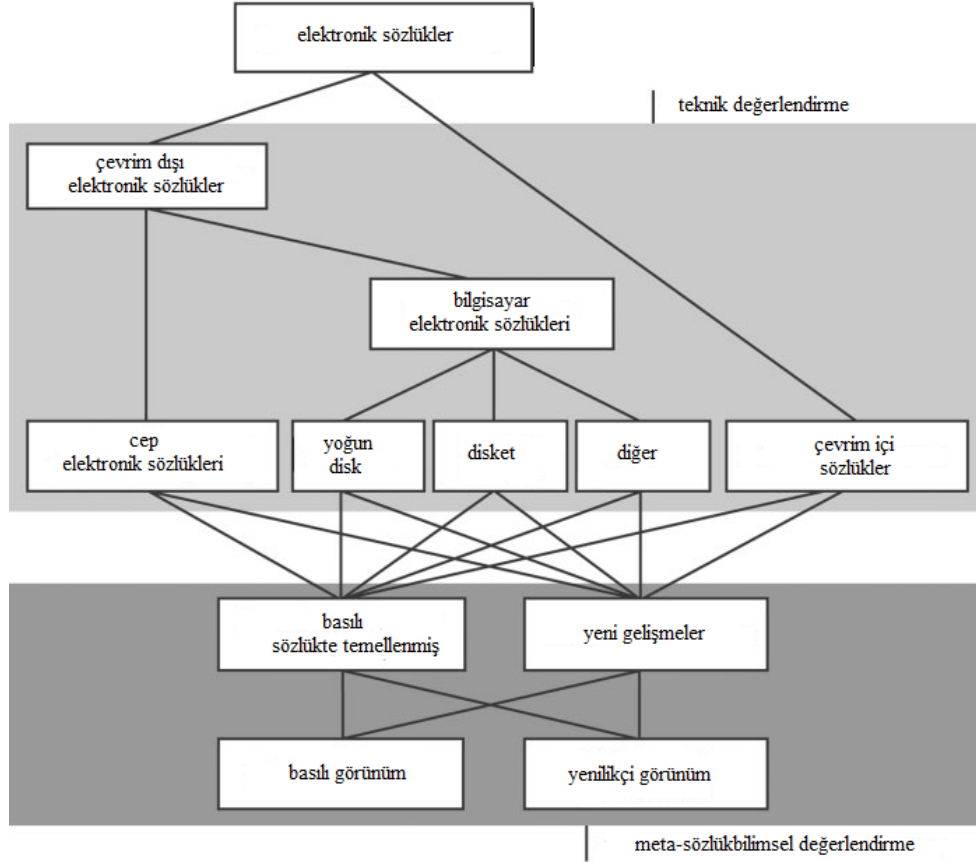 elektronik sözlükler
teknik değerlendirme
çevrim dışı
elektronik sözlükler
bilgisayar
elektronik sözlükleri
cep
elektronik sözlükleri
yoğun
disk
disket
diğer
çevrim içi
sözlükler
basılı
sözlükte temellenmiş
yeni gelişmeler
basılı görünüm
yenilikçi görünüm
meta-sözlükbilimsel değerlendirme